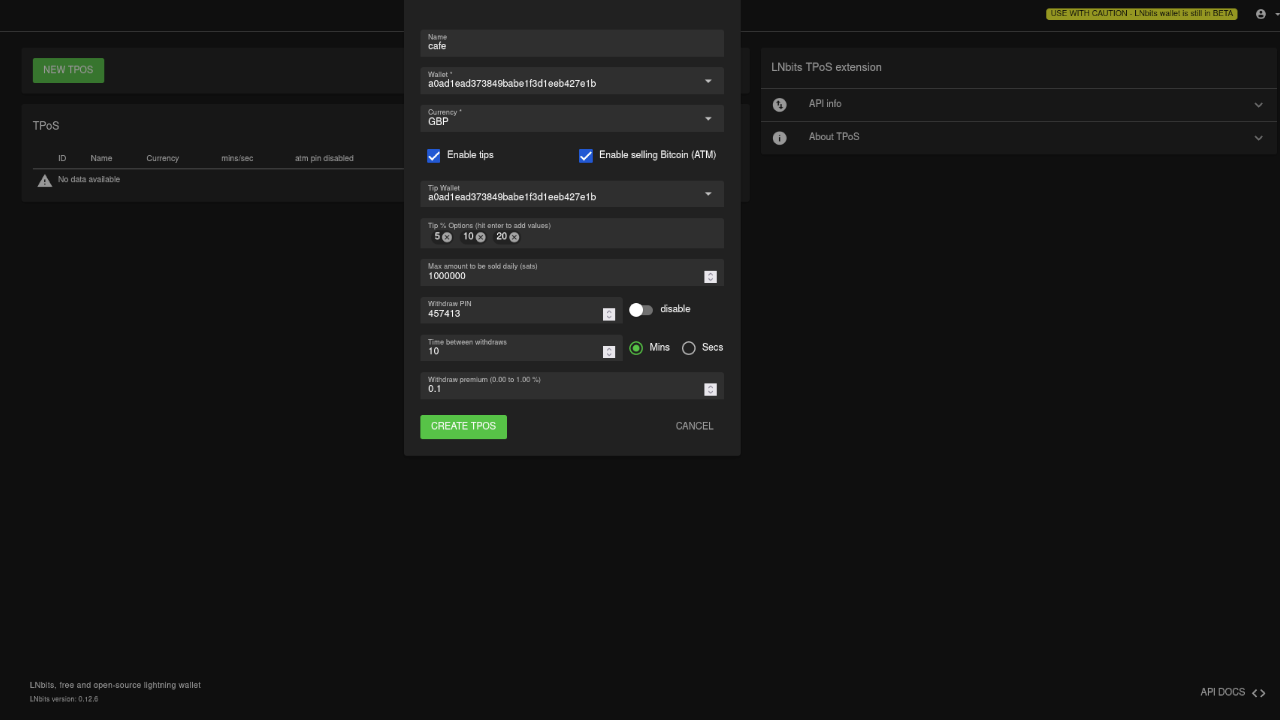 USE WITH CAUTION - LNbits wallet is still in BETA
NEW TPOS
TPoS
ID Name Currency mins/sec atm pin disabled
No data available
Name
cafe
Wallet *
a0ad1ead373849babe1f3d1eeb427e1b
Currency *
GBP
Enable tips Enable selling Bitcoin (ATM)
Tip Wallet
a0ad1ead373849babe1f3d1eeb427e1b
Tip % Options (hit enter to add values)
5 10 20
Max amount to be sold daily (sats)
1000000
Withdraw PIN
457413
disable
Time between withdraws
10
Mins Secs
Withdraw premium (0.00 to 1.00 %)
0.1
CREATE TPOS CANCEL
LNbits TPoS extension
API info
About TPoS
LNbits, free and open-source lightning wallet
LNbits version: 0.12.6
API DOCS